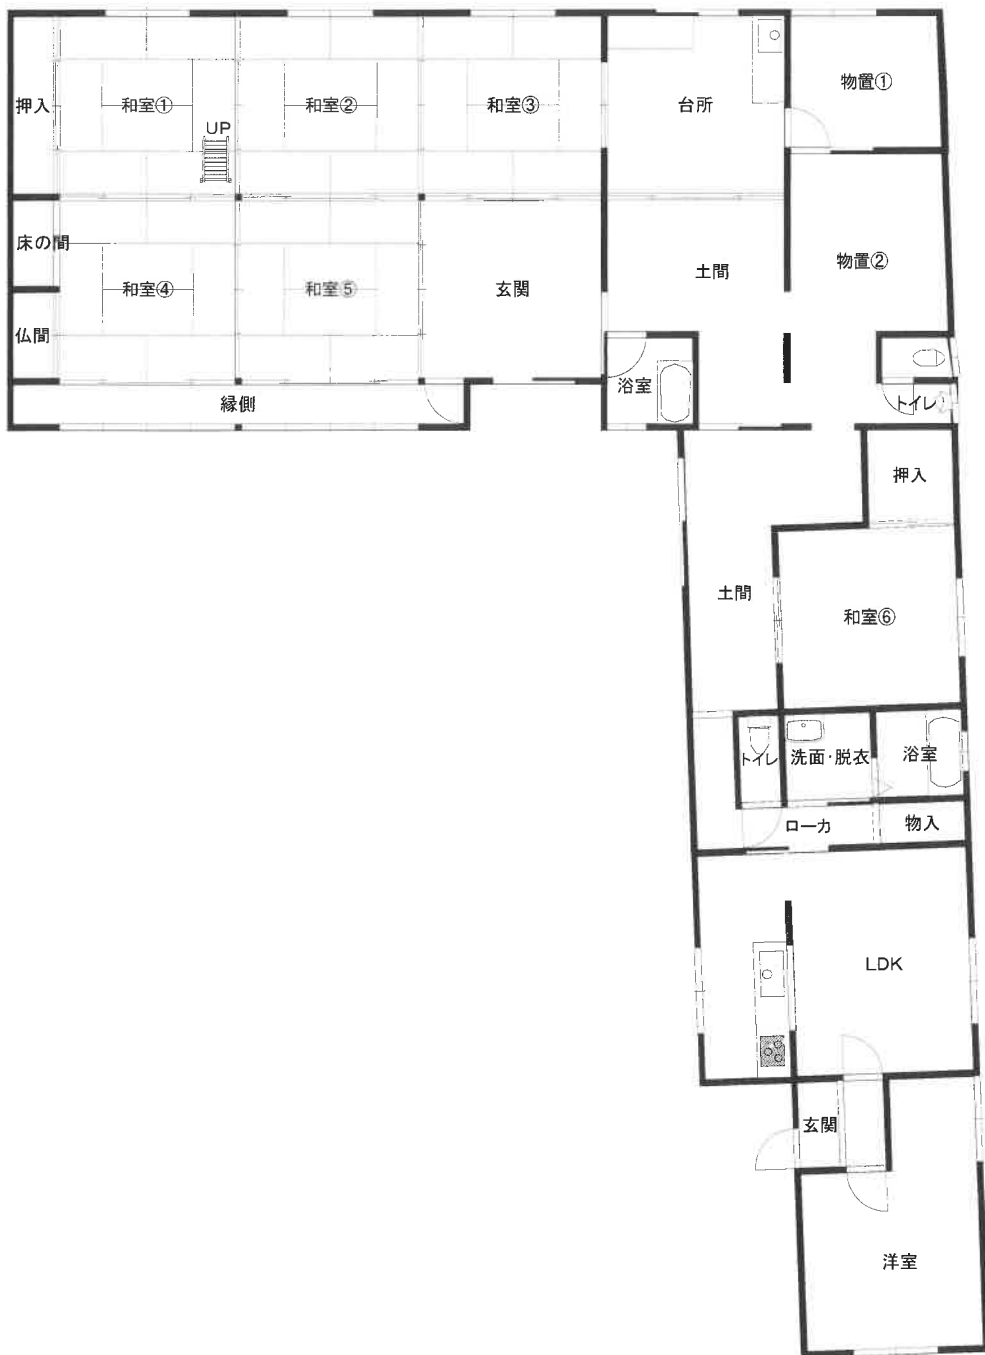 押入
和室①
UP
和室②
和室③
台所
物置①
床の間
和室④
和室⑤
玄関
土間
物置②
仏間
浴室
トイレ
縁側
押入
土間
和室⑥
トイレ
洗面・脱衣
浴室
ローカ
物入
LDK
玄関
洋室